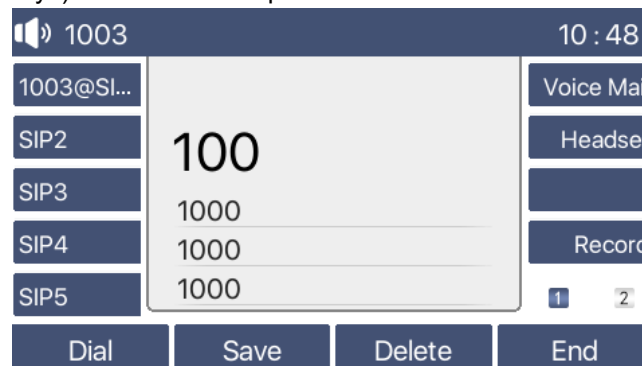 1003 10 : 48
1003@SI... Voice Mai
SIP2 100 Headse
SIP3
1000
SIP4 1000 Record
SIP5 1000 1 2
Dial Save Delete End